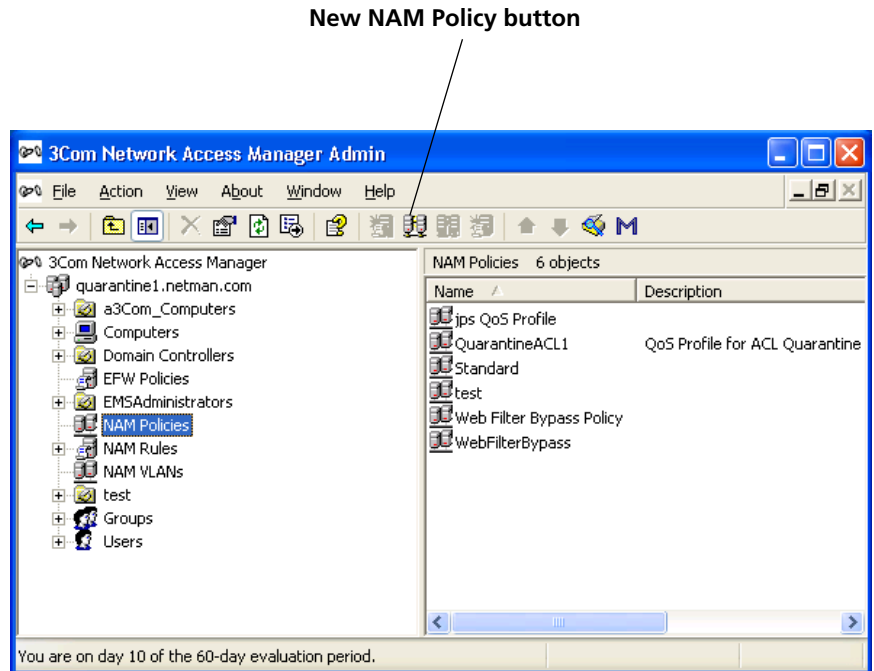 New NAM Policy button
3Com Network Access Manager Admin
File Action View About Window Help
3Com Network Access Manager
quarantine1.netman.com
a3Com_Computers
Computers
Domain Controllers
EFW Policies
EMSAdministrators
NAM Policies
NAM Rules
NAM VLANs
test
Groups
Users
NAM Policies 6 objects
Name Description
jps QoS Profile
QuarantineACL1 QoS Profile for ACL Quarantine
Standard
test
Web Filter Bypass Policy
WebFilterBypass
You are on day 10 of the 60-day evaluation period.